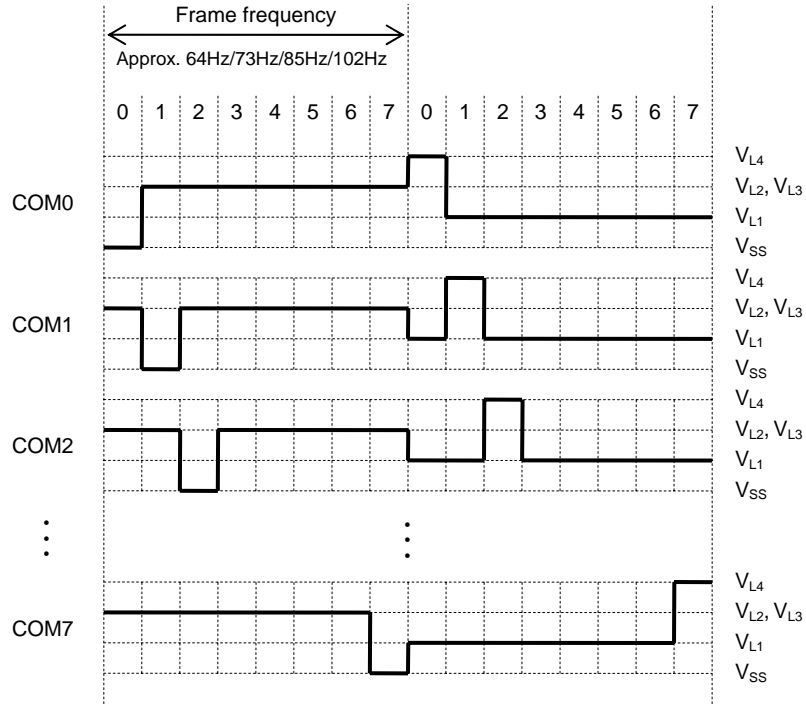 Frame frequency
Approx. 64Hz/73Hz/85Hz/102Hz
0 1 2 3 4 5 6 7 0 1 2 3 4 5 6 7
COM0
VL4
VL2, VL3
VL1
VSS
COM1
VL4
VL2, VL3
VL1
VSS
COM2
VL4
VL2, VL3
VL1
VSS
COM7
VL4
VL2, VL3
VL1
VSS